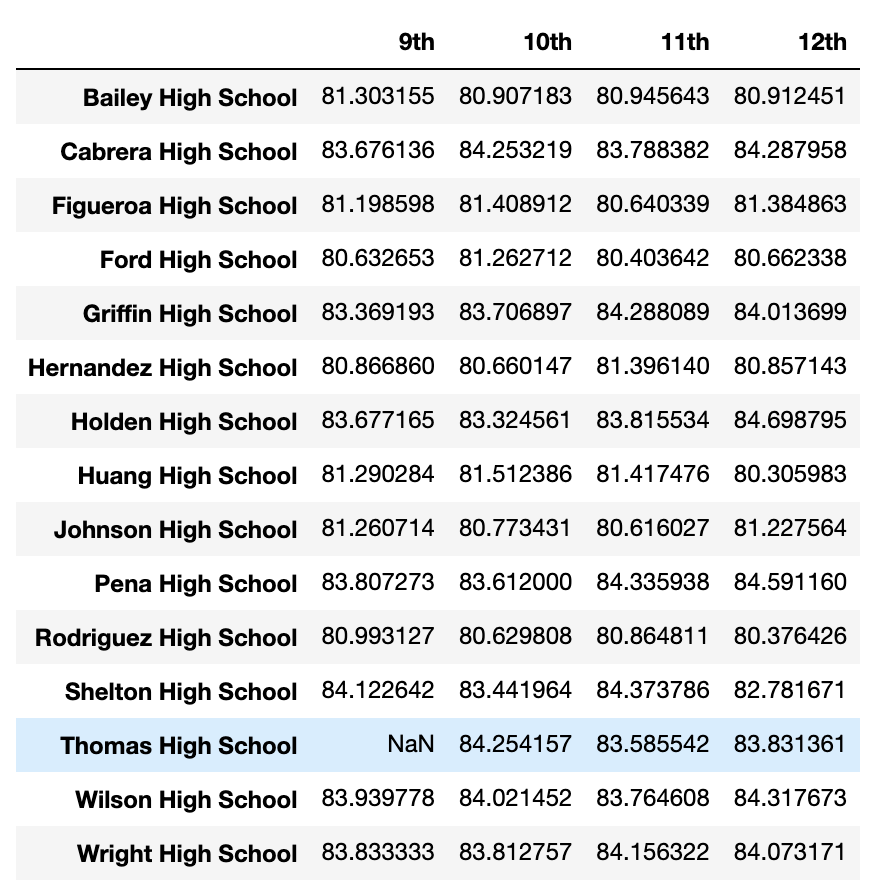 9th 10th 11th 12th
Bailey High School 81.303155 80.907183 80.945643 80.912451
Cabrera High School 83.676136 84.253219 83.788382 84.287958
Figueroa High School 81.198598 81.408912 80.640339 81.384863
Ford High School 80.632653 81.262712 80.403642 80.662338
Griffin High School 83.369193 83.706897 84.288089 84.013699
Hernandez High School 80.866860 80.660147 81.396140 80.857143
Holden High School 83.677165 83.324561 83.815534 84.698795
Huang High School 81.290284 81.512386 81.417476 80.305983
Johnson High School 81.260714 80.773431 80.616027 81.227564
Pena High School 83.807273 83.612000 84.335938 84.591160
Rodriguez High School 80.993127 80.629808 80.864811 80.376426
Shelton High School 84.122642 83.441964 84.373786 82.781671
Thomas High School NaN 84.254157 83.585542 83.831361
Wilson High School 83.939778 84.021452 83.764608 84.317673
Wright High School 83.833333 83.812757 84.156322 84.073171